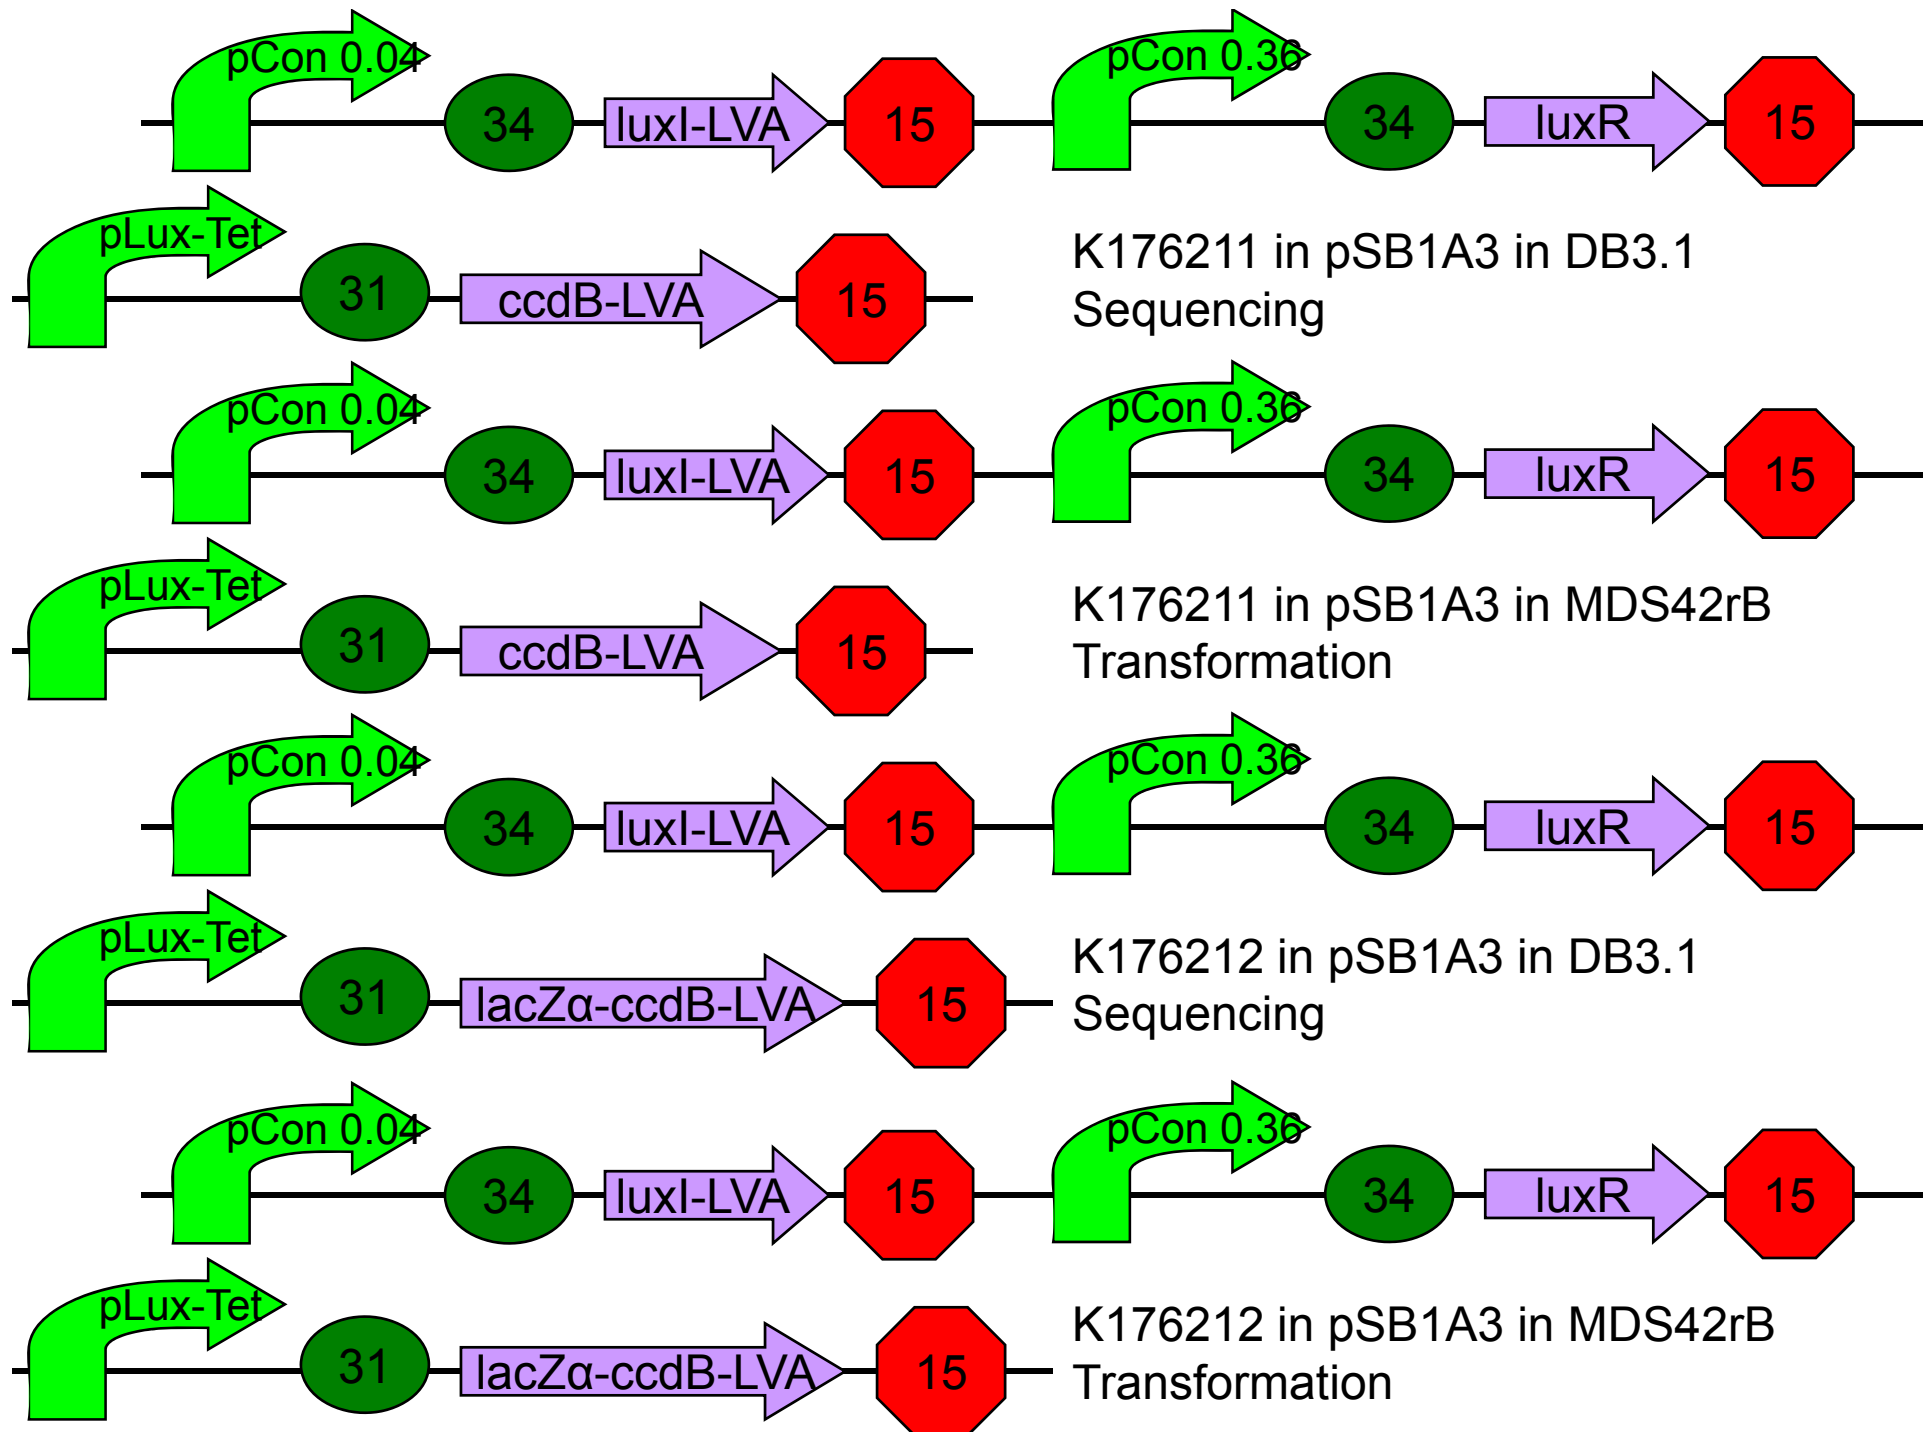 pCon 0.04 34 luxI-LVA 15 pCon 0.36 34 luxR 15
pLux-Tet 31 ccdB-LVA 15 K176211 in pSB1A3 in DB3.1
Sequencing
pCon 0.04 34 luxI-LVA 15 pCon 0.36 34 luxR 15
pLux-Tet 31 ccdB-LVA 15 K176211 in pSB1A3 in MDS42rB
Transformation
pCon 0.04 34 luxI-LVA 15 pCon 0.36 34 luxR 15
pLux-Tet 31 lacZα-ccdB-LVA 15 K176212 in pSB1A3 in DB3.1
Sequencing
pCon 0.04 34 luxI-LVA 15 pCon 0.36 34 luxR 15
pLux-Tet 31 lacZα-ccdB-LVA 15 K176212 in pSB1A3 in MDS42rB
Transformation